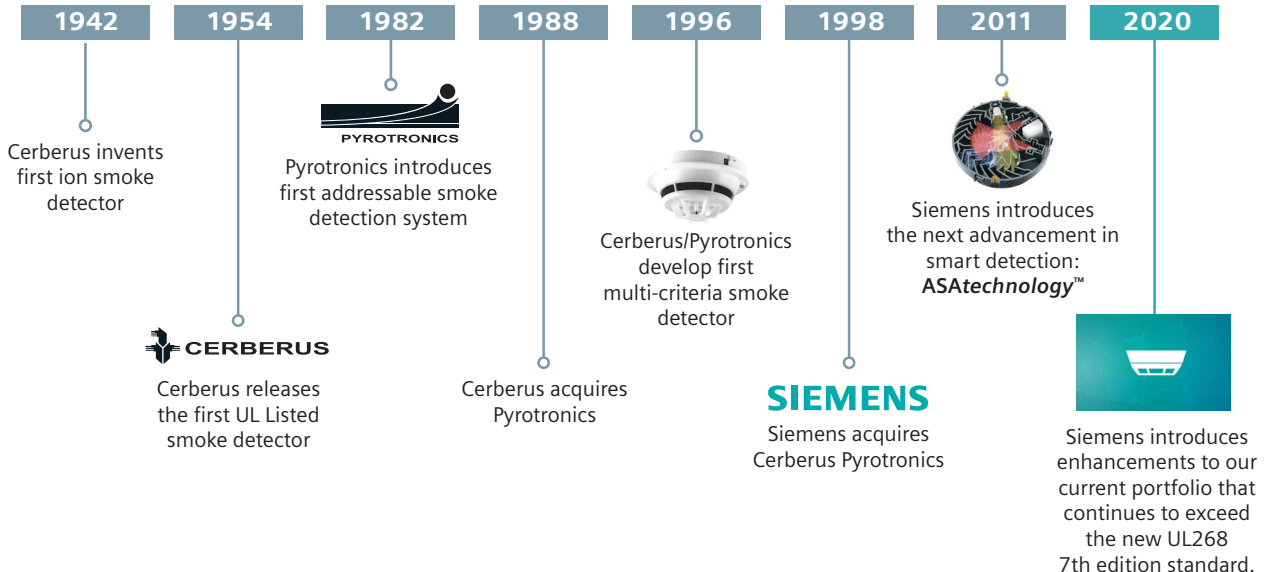 1942
Cerberus invents
first ion smoke
detector
1954
CERBERUS
Cerberus releases
the first UL Listed
smoke detector
1982
PYROTRONICS
Pyrotronics introduces
first addressable smoke
detection system
1988
Cerberus acquires
Pyrotronics
1996
Cerberus/Pyrotronics
develop first
multi-criteria smoke
detector
1998
SIEMENS
Siemens acquires
Cerberus Pyrotronics
2011
Siemens introduces
the next advancement in
smart detection:
ASAtechnology™
2020
Siemens introduces
enhancements to our
current portfolio that
continues to exceed
the new UL268
7th edition standard.